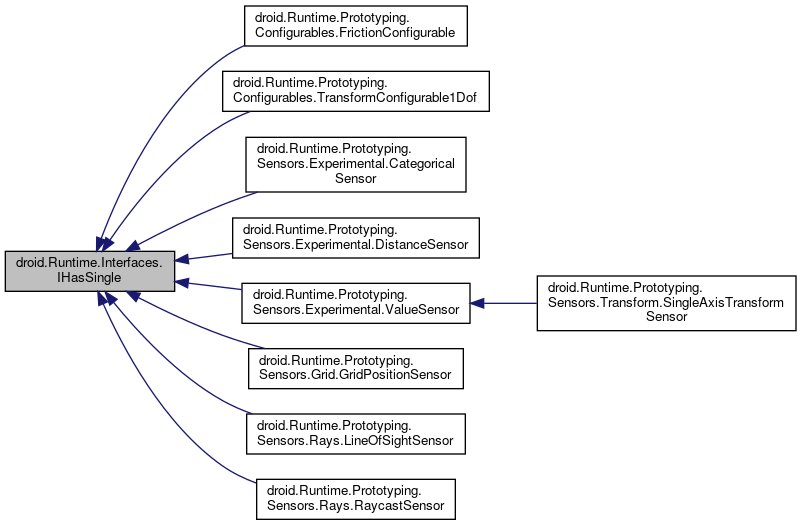 droid.Runtime.Prototyping.
Configurables.FrictionConfigurable
droid.Runtime.Prototyping.
Configurables.TransformConfigurable1Dof
droid.Runtime.Prototyping.
Sensors.Experimental.Categorical
Sensor
droid.Runtime.Prototyping.
Sensors.Experimental.DistanceSensor
droid.Runtime.Interfaces.
IHasSingle
droid.Runtime.Prototyping.
Sensors.Experimental.ValueSensor
droid.Runtime.Prototyping.
Sensors.Transform.SingleAxisTransform
Sensor
droid.Runtime.Prototyping.
Sensors.Grid.GridPositionSensor
droid.Runtime.Prototyping.
Sensors.Rays.LineOfSightSensor
droid.Runtime.Prototyping.
Sensors.Rays.RaycastSensor